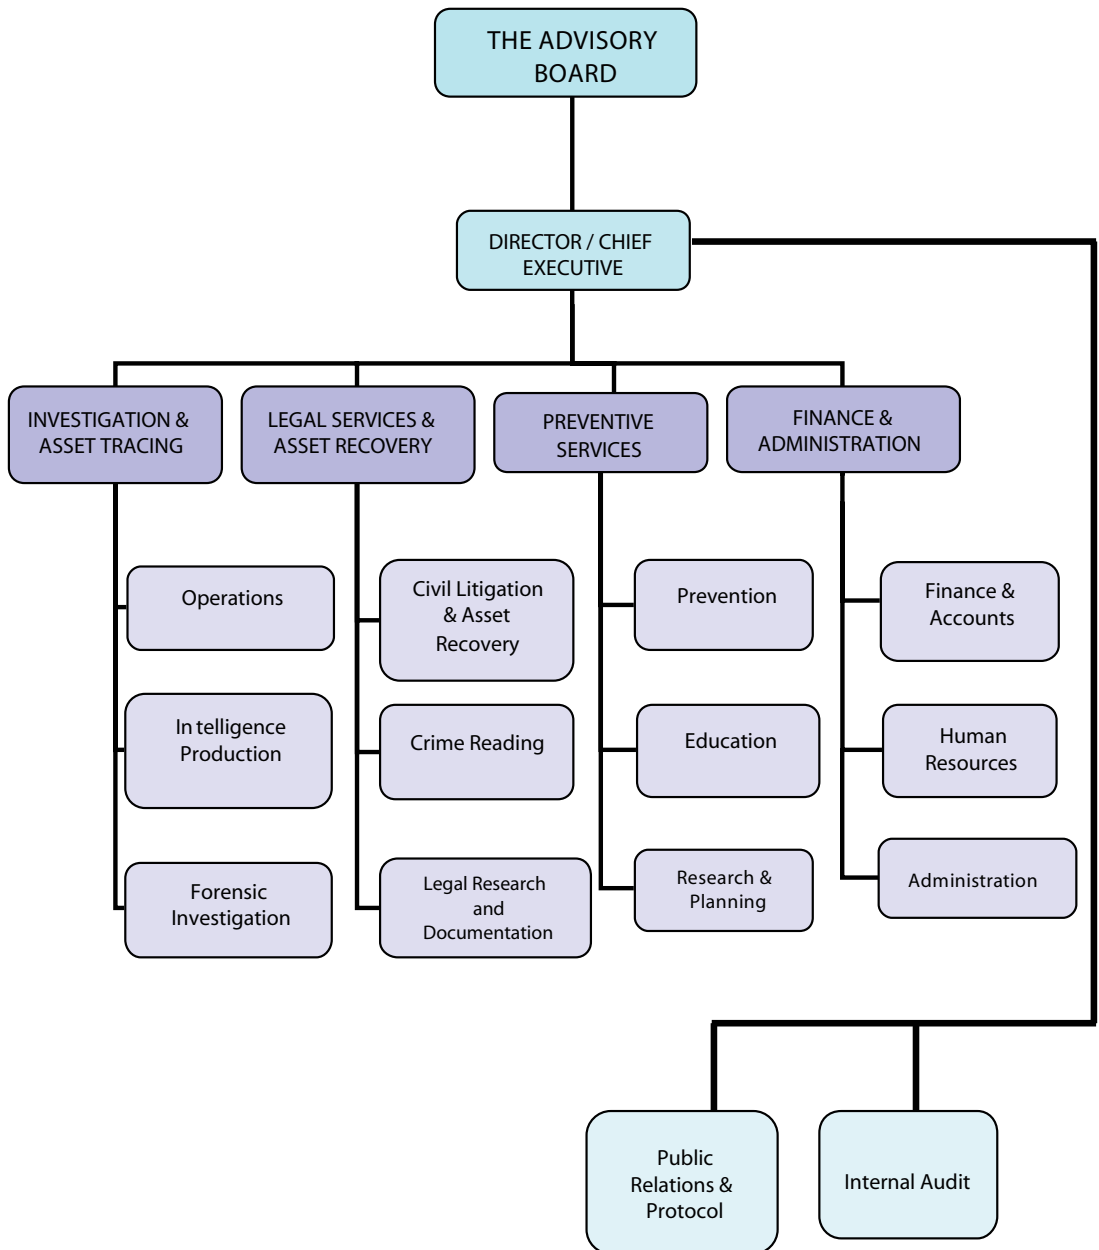 THE ADVISORY
BOARD
DIRECTOR / CHIEF
EXECUTIVE
INVESTIGATION &
ASSET TRACING
LEGAL SERVICES &
ASSET RECOVERY
PREVENTIVE
SERVICES
FINANCE &
ADMINISTRATION
Operations
In telligence
Production
Forensic
Investigation
Civil Litigation
& Asset
Recovery
Crime Reading
Legal Research
and
Documentation
Prevention
Education
Research &
Planning
Finance &
Accounts
Human
Resources
Administration
Public
Relations &
Protocol
Internal Audit